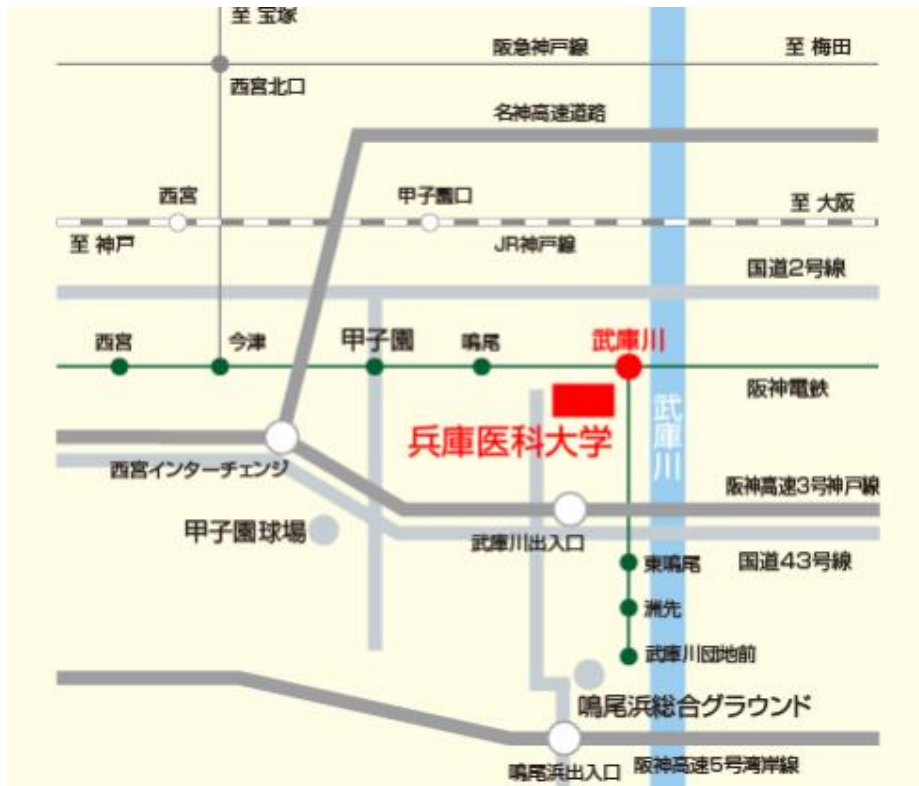 至 宝塚
阪急神戸線
至 梅田
西宮北口
名神高速道路
西宮
甲子園口
至 大阪
至 神戸
JR神戸線
国道2号線
西宮
今津
甲子園
鳴尾
武庫川
阪神電鉄
武庫川
兵庫医科大学
西宮インターチェンジ
阪神高速3号神戸線
甲子園球場
武庫川出入口
東鳴尾
国道43号線
洲先
武庫川団地前
鳴尾浜総合グラウンド
鳴尾浜出入口
阪神高速5号湾岸線